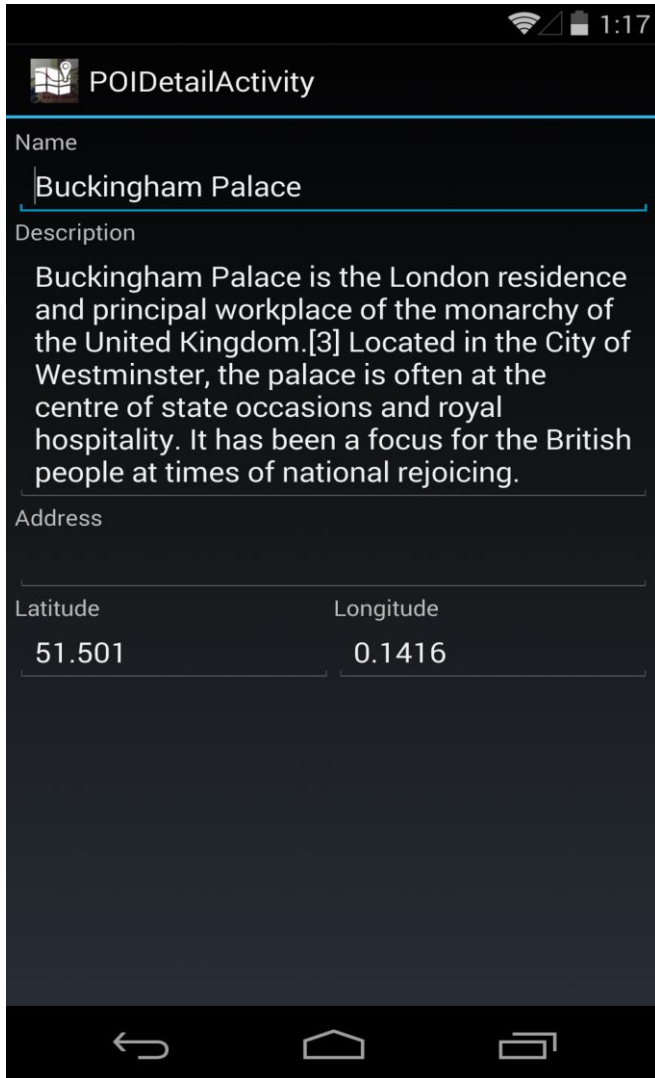 1:17
POIDetailActivity
Name
Buckingham Palace
Description
Buckingham Palace is the London residence
and principal workplace of the monarchy of
the United Kingdom.[3] Located in the City of
Westminster, the palace is often at the
centre of state occasions and royal
hospitality. It has been a focus for the British
people at times of national rejoicing.
Address
Latitude Longitude
51.501 0.1416